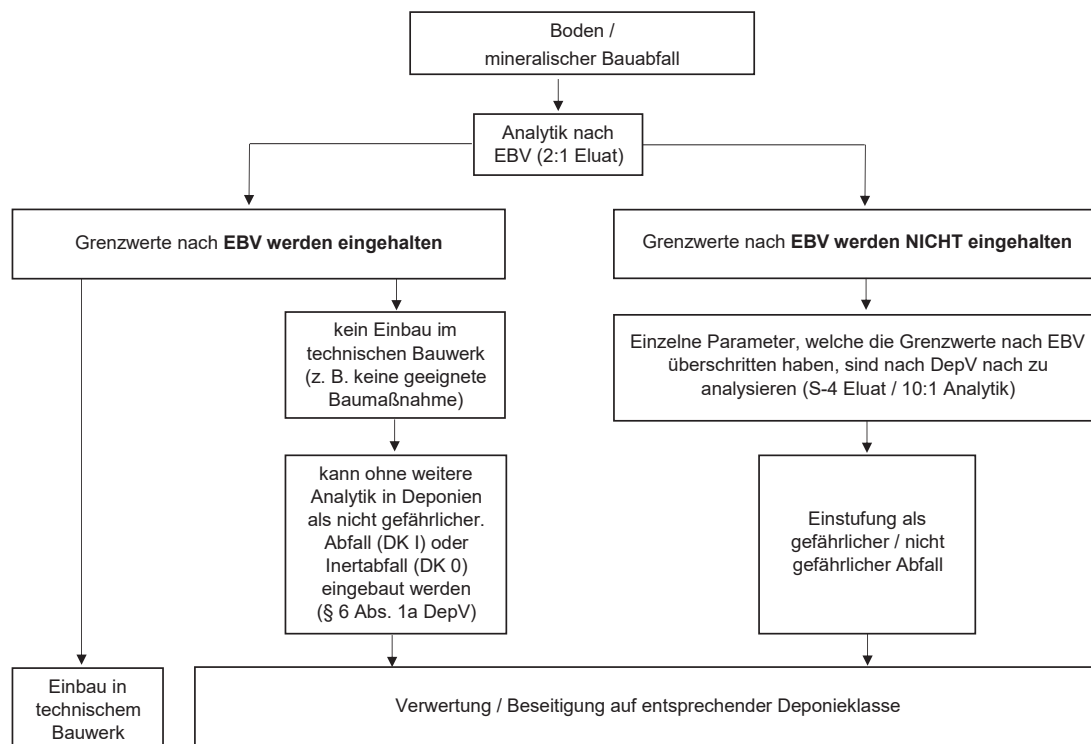 Boden /
mineralischer Bauabfall
Analytik nach
EBV (2:1 Eluat)
Grenzwerte nach EBV werden eingehalten
Grenzwerte nach EBV werden NICHT eingehalten
kein Einbau im
technischen Bauwerk
(z. B. keine geeignete
Baumaßnahme)
Einzelne Parameter, welche die Grenzwerte nach EBV
überschritten haben, sind nach DepV nach zu
analysieren (S-4 Eluat / 10:1 Analytik)
kann ohne weitere
Analytik in Deponien
als nicht gefährlicher.
Abfall (DK I) oder
Inertabfall (DK 0)
eingebaut werden
(§ 6 Abs. 1a DepV)
Einstufung als
gefährlicher / nicht
gefährlicher Abfall
Einbau in
technischem
Bauwerk
Verwertung / Beseitigung auf entsprechender Deponieklasse